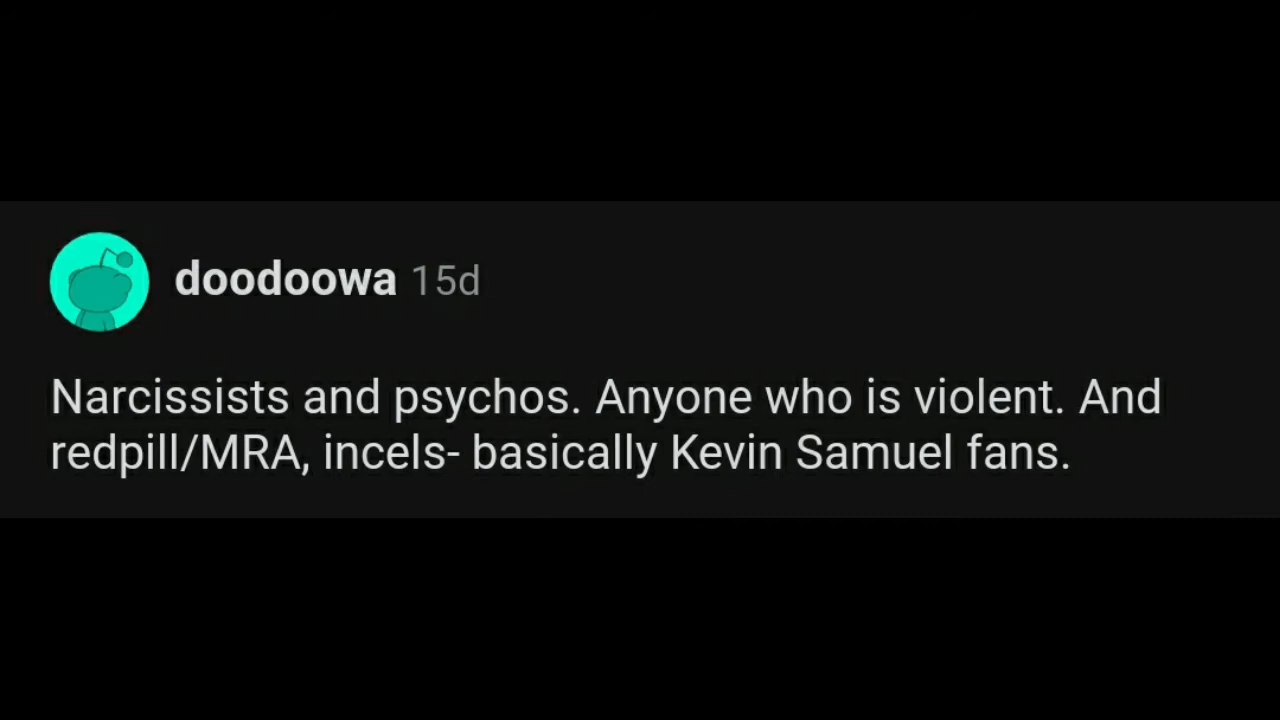 doodoowa 15d
Narcissists and psychos. Anyone who is violent. And
redpill/MRA, incels- basically Kevin Samuel fans.